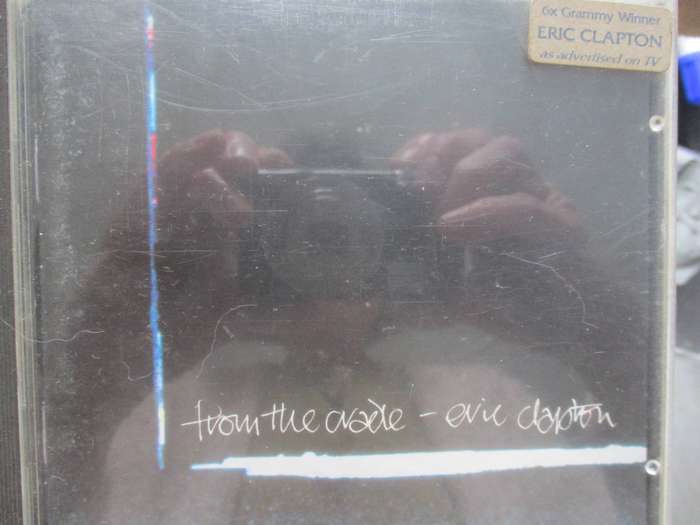 6x Grammy Winner
ERIC CLAPTON
as advertised on TV
from the cradle - eric clapton